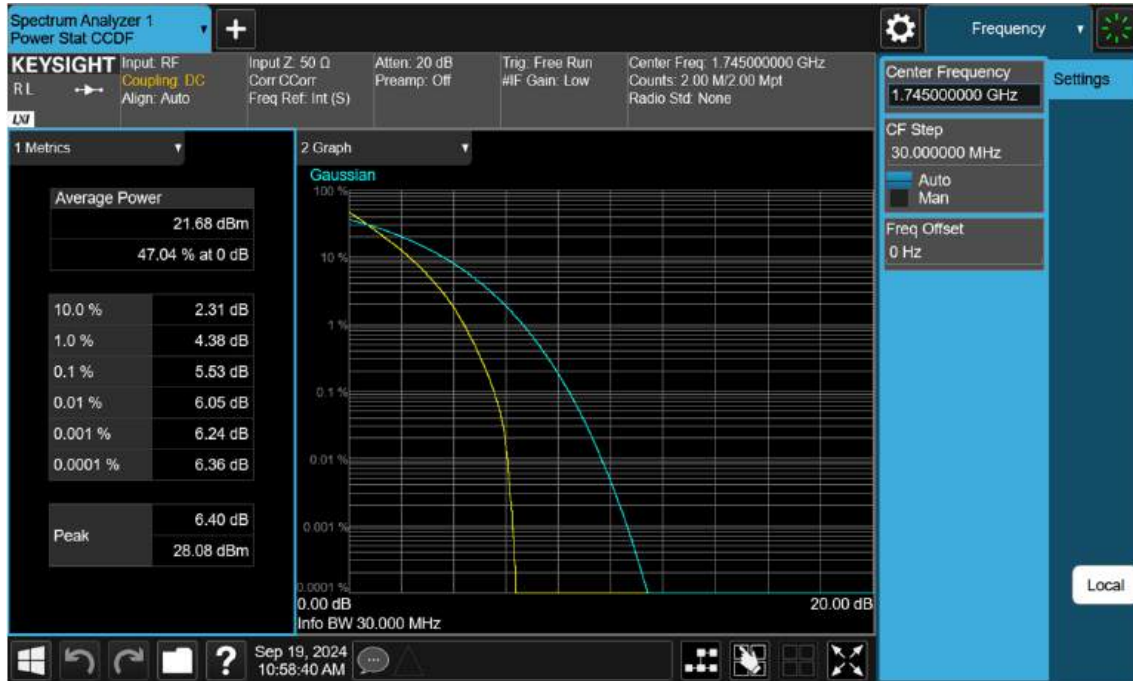 Spectrum Analyzer 1
Power Stat CCDF
+
Frequency
KEYSIGHT
RL
LXI
Input: RF
Coupling: DC
Align: Auto
Input Z: 50 Ω
Corr CCorr
Freq Ref: Int (S)
Atten: 20 dB
Preamp: Off
Trig: Free Run
#IF Gain: Low
Center Freq: 1.745000000 GHz
Counts: 2.00 M/2.00 Mpt
Radio Std: None
Center Frequency
1.745000000 GHz
Settings
CF Step
30.000000 MHz
Auto
Man
Freq Offset
0 Hz
1 Metrics
Average Power
21.68 dBm
47.04 % at 0 dB
10.0 % 2.31 dB
1.0 % 4.38 dB
0.1 % 5.53 dB
0.01 % 6.05 dB
0.001 % 6.24 dB
0.0001 % 6.36 dB
Peak 6.40 dB
28.08 dBm
2 Graph
Gaussian
100 %
10 %
1 %
0.1 %
0.01 %
0.001 %
0.0001 %
0.00 dB 20.00 dB
Info BW 30.000 MHz
Local
?
Sep 19, 2024
10:58:40 AM